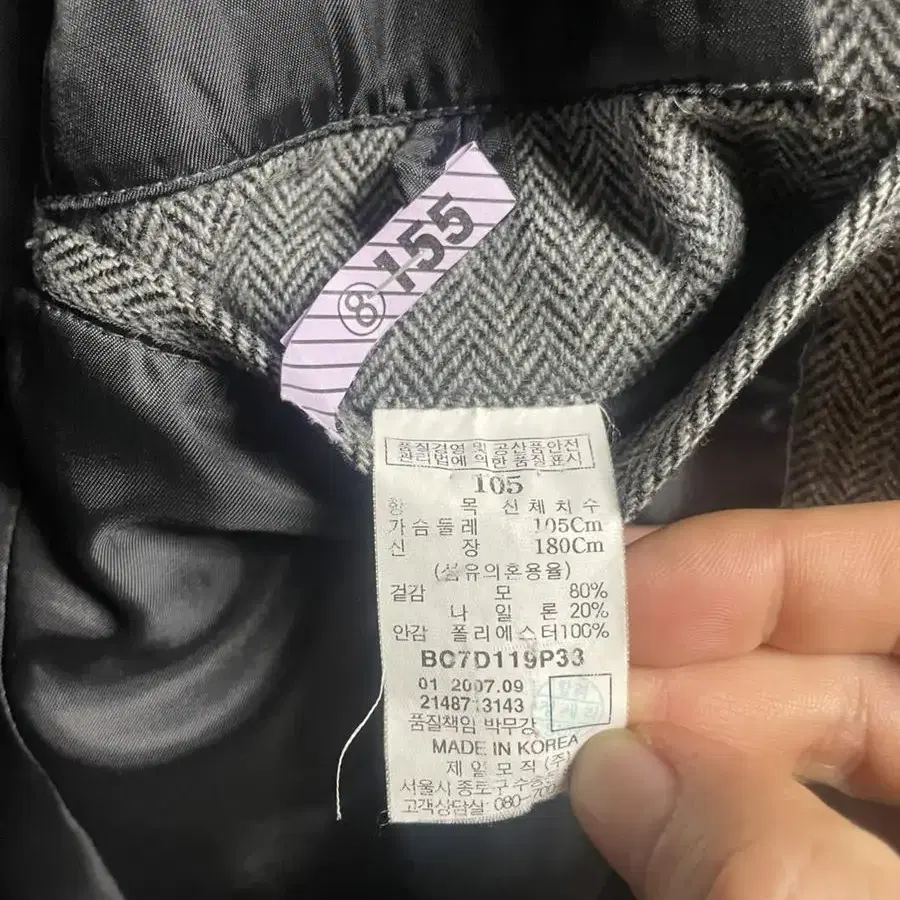 ⑧ 155
품질경영 및 공산품안전
관리법에 의한 품질표시
105
항 목 신체치수
가슴둘레 105Cm
신 장 180Cm
(섬유의혼용율)
겉감 모 80%
나 일 론 20%
안감 폴리에스터100%
BC7D119P33
01 2007.09
품질책임 박무강
MADE IN KOREA
제일모직(주)
서울시 종로구
고객상담실: 080-700